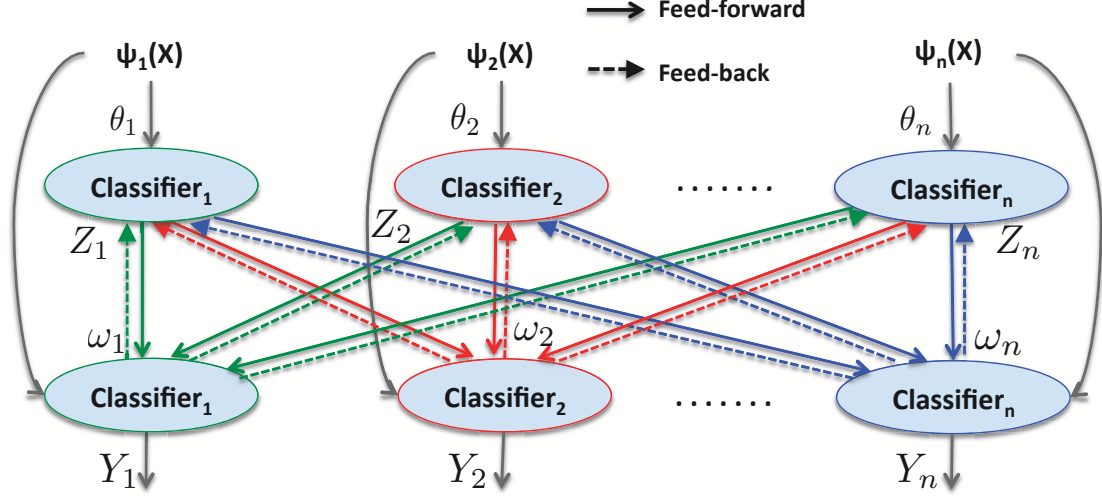 Feed-forward
ψ₁(X) ψ₂(X) ψₙ(X)
Feed-back
θ₁ θ₂ θₙ
Classifier₁ Classifier₂ ....... Classifierₙ
Z₁ Z₂ Zₙ
ω₁ ω₂ ωₙ
Classifier₁ Classifier₂ ....... Classifierₙ
Y₁ Y₂ Yₙ